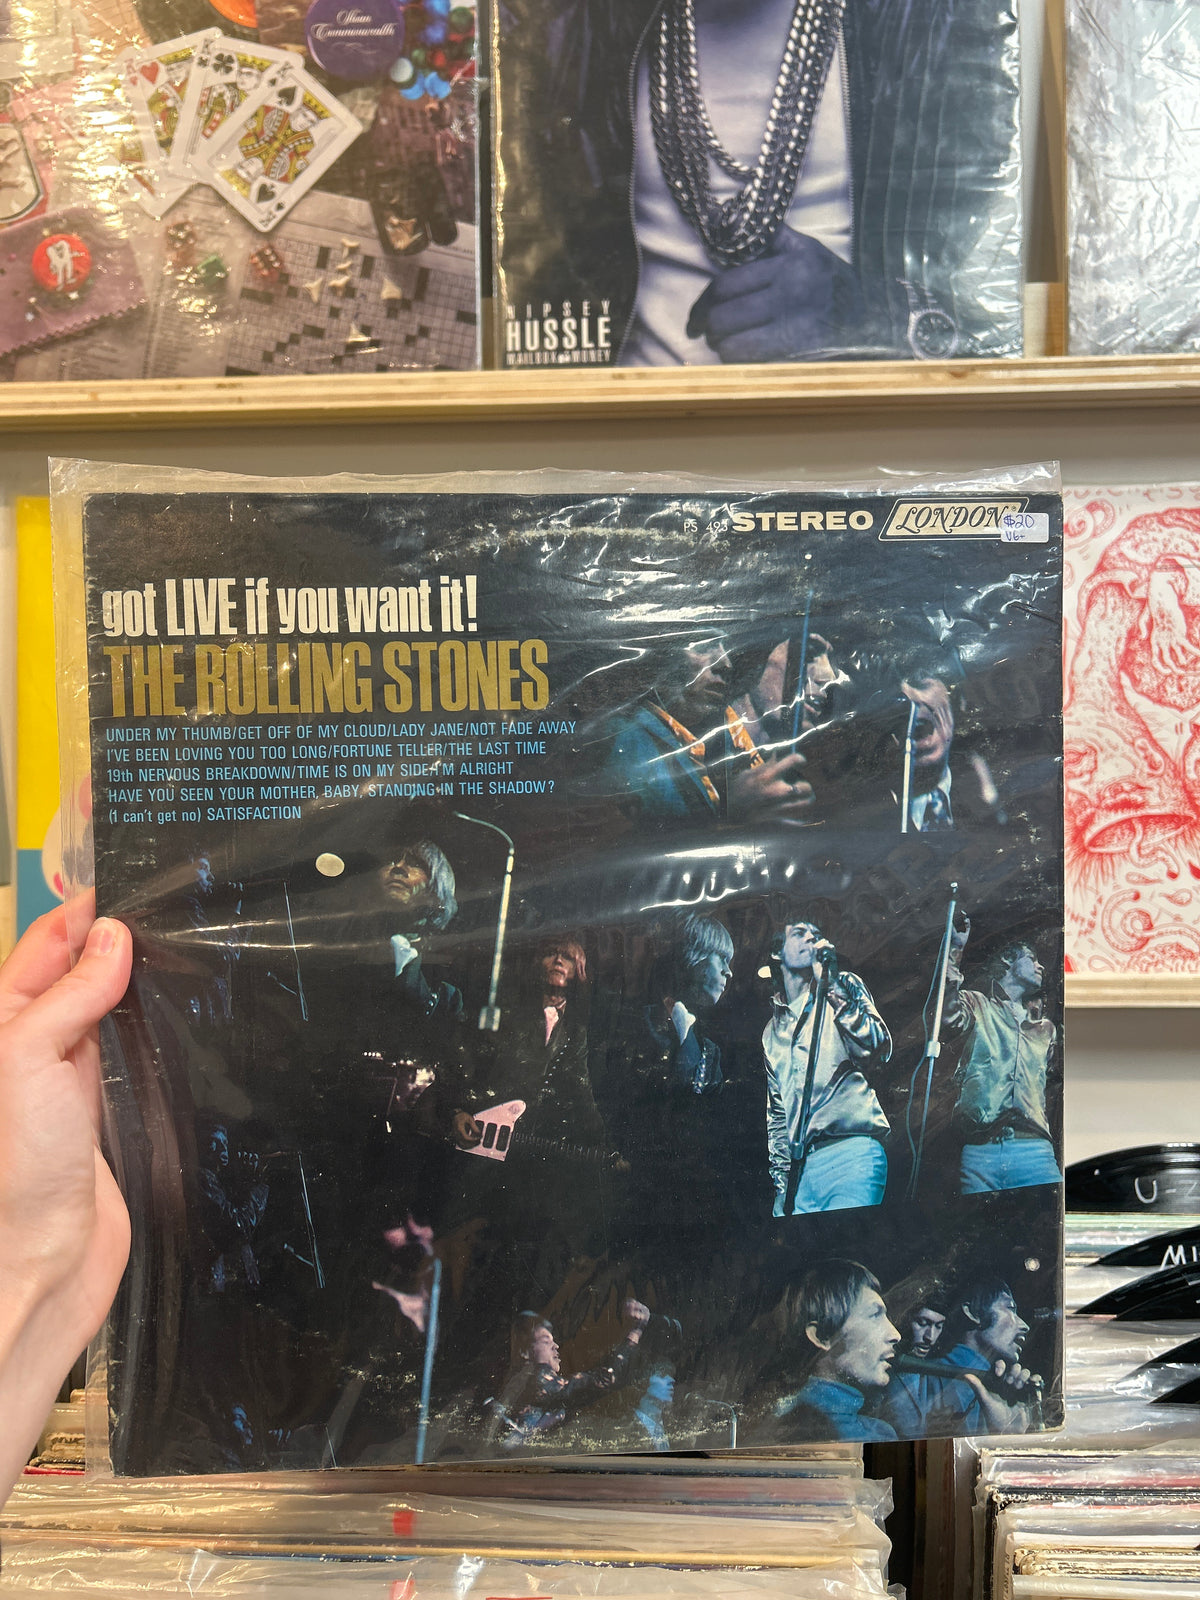 Sloan
Commonwealth
K
K
K
NIPSEY
HUSSLE
MAILBOX MONEY
PS 493 STEREO LONDON
$20
VG-
got LIVE if you want it!
THE ROLLING STONES
UNDER MY THUMB/GET OFF OF MY CLOUD/LADY JANE/NOT FADE AWAY
I'VE BEEN LOVING YOU TOO LONG/FORTUNE TELLER/THE LAST TIME
19th NERVOUS BREAKDOWN/TIME IS ON MY SIDE/I'M ALRIGHT
HAVE YOU SEEN YOUR MOTHER, BABY, STANDING IN THE SHADOW?
(I can't get no) SATISFACTION
U-Z